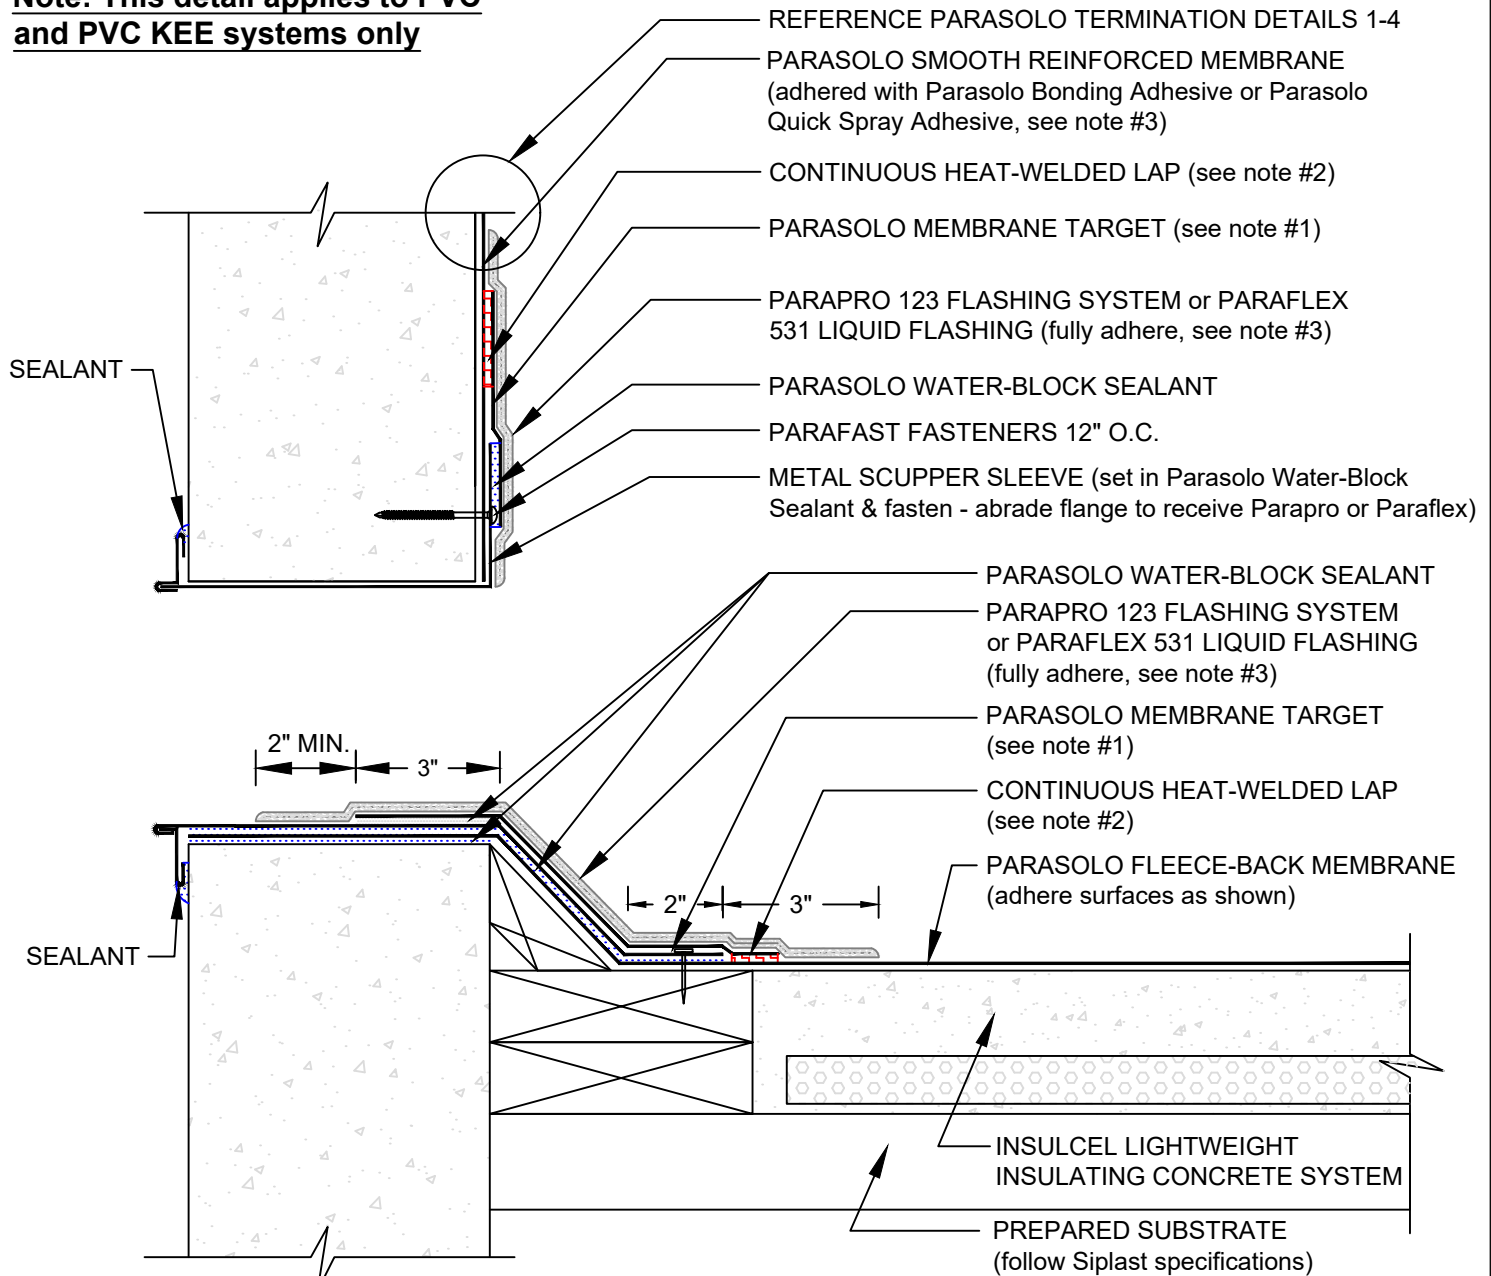 Note: This detail applies to PVC
and PVC KEE systems only
REFERENCE PARASOLO TERMINATION DETAILS 1-4
PARASOLO SMOOTH REINFORCED MEMBRANE
(adhered with Parasolo Bonding Adhesive or Parasolo
Quick Spray Adhesive, see note #3)
CONTINUOUS HEAT-WELDED LAP (see note #2)
PARASOLO MEMBRANE TARGET (see note #1)
PARAPRO 123 FLASHING SYSTEM or PARAFLEX
531 LIQUID FLASHING (fully adhere, see note #3)
SEALANT
PARASOLO WATER-BLOCK SEALANT
PARAFAST FASTENERS 12" O.C.
METAL SCUPPER SLEEVE (set in Parasolo Water-Block
Sealant & fasten - abrade flange to receive Parapro or Paraflex)
PARASOLO WATER-BLOCK SEALANT
PARAPRO 123 FLASHING SYSTEM
or PARAFLEX 531 LIQUID FLASHING
(fully adhere, see note #3)
PARASOLO MEMBRANE TARGET
(see note #1)
2" MIN.
3"
CONTINUOUS HEAT-WELDED LAP
(see note #2)
PARASOLO FLEECE-BACK MEMBRANE
(adhere surfaces as shown)
2"
3"
SEALANT
INSULCEL LIGHTWEIGHT
INSULATING CONCRETE SYSTEM
PREPARED SUBSTRATE
(follow Siplast specifications)